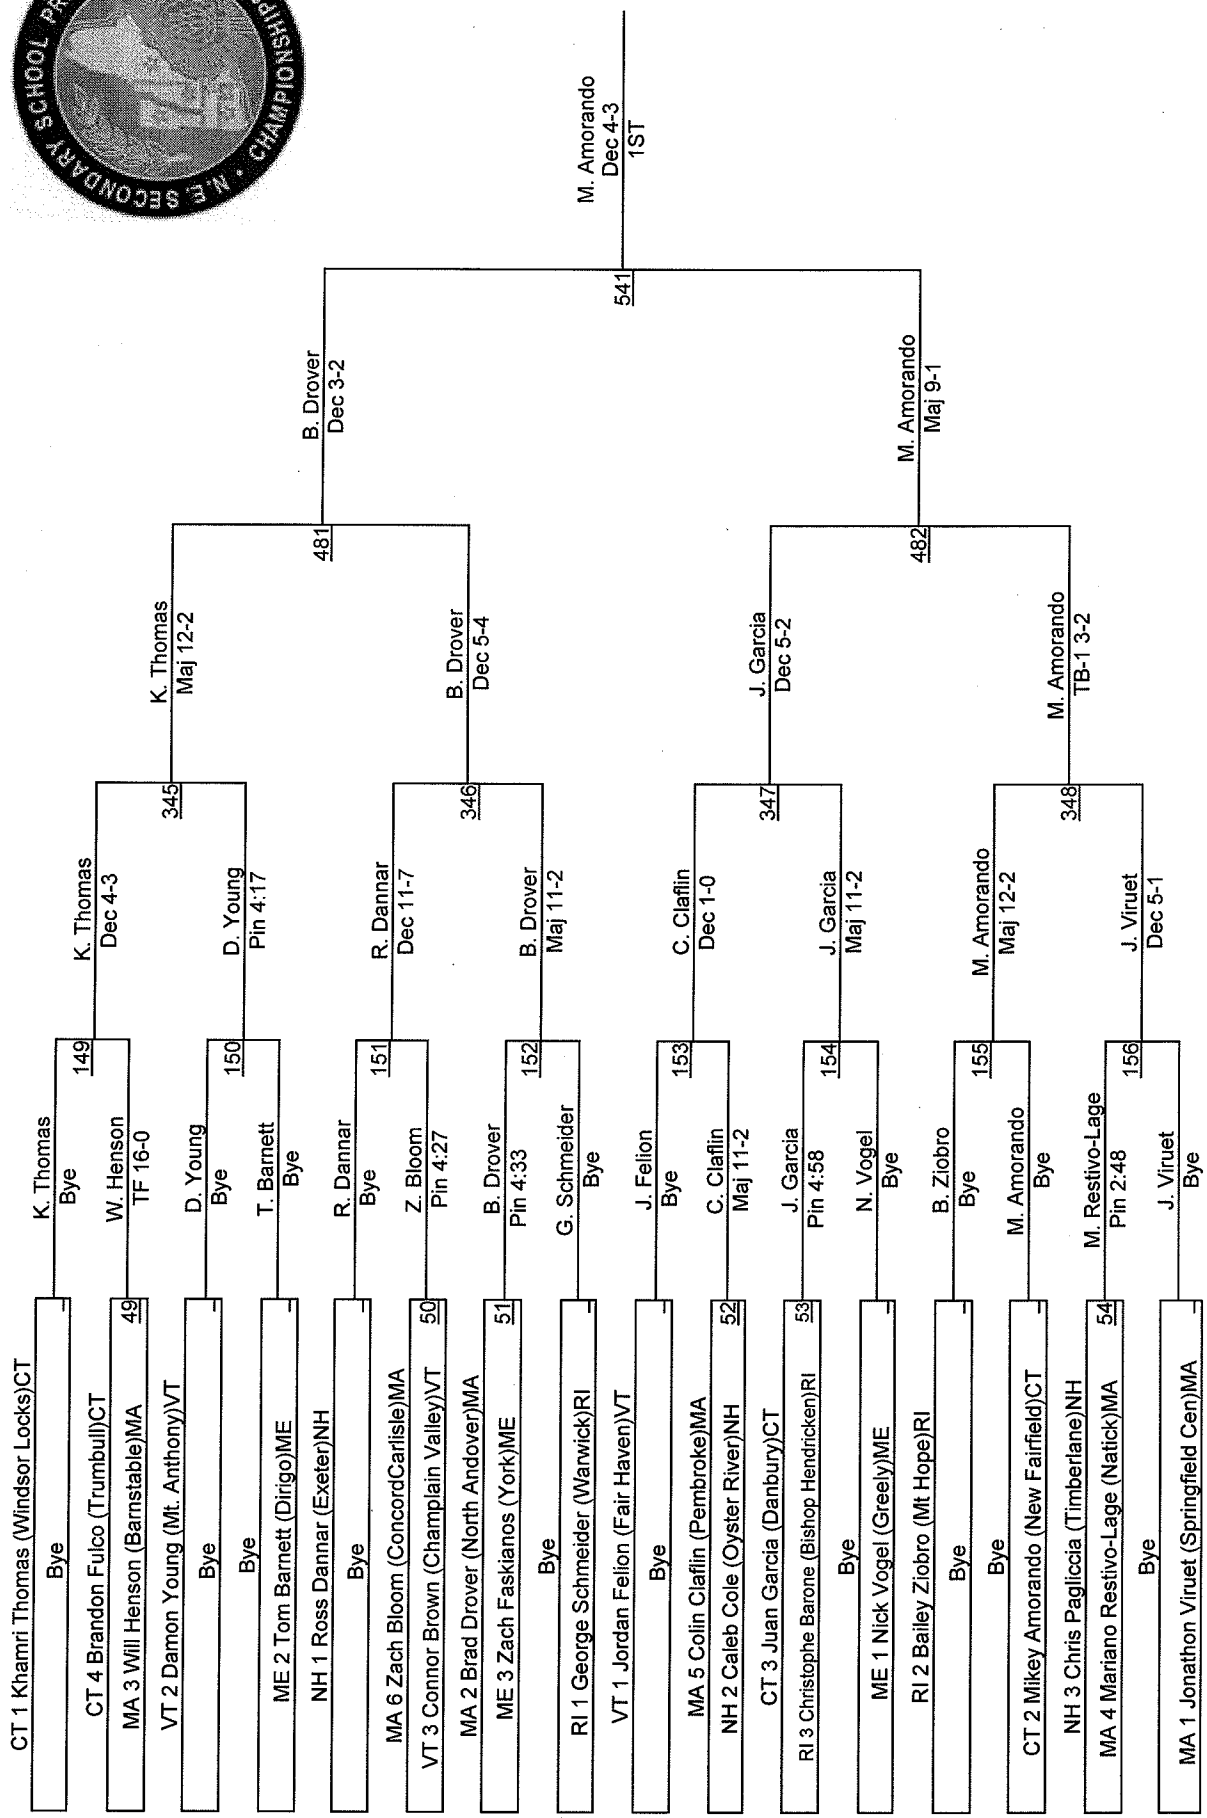 N.E. SECONDARY SCHOOL
CHAMPIONSHIP
CT 1 Khamri Thomas (Windsor Locks)CT
Bye
CT 4 Brandon Fulco (Trumbull)CT
MA 3 Will Henson (Barnstable)MA
49
VT 2 Damon Young (Mt. Anthony)VT
Bye
Bye
ME 2 Tom Barnett (Dirigo)ME
NH 1 Ross Dannar (Exeter)NH
Bye
MA 6 Zach Bloom (ConcordCarlisle)MA
VT 3 Connor Brown (Champlain Valley)VT
50
MA 2 Brad Drover (North Andover)MA
ME 3 Zach Faskianos (York)ME
51
Bye
RI 1 George Schmeider (Warwick)RI
VT 1 Jordan Felion (Fair Haven)VT
Bye
MA 5 Colin Claflin (Pembroke)MA
NH 2 Caleb Cole (Oyster River)NH
52
CT 3 Juan Garcia (Danbury)CT
RI 3 Christophe Barone (Bishop Hendricken)RI
53
Bye
ME 1 Nick Vogel (Greely)ME
RI 2 Bailey Ziobro (Mt Hope)RI
Bye
Bye
CT 2 Mikey Amorando (New Fairfield)CT
NH 3 Chris Pagliccia (Timberlane)NH
MA 4 Mariano Restivo-Lage (Natick)MA
54
Bye
MA 1 Jonathon Viruet (Springfield Cen)MA
K. Thomas
Bye
149
W. Henson
TF 16-0
D. Young
Bye
150
T. Barnett
Bye
R. Dannar
Bye
151
Z. Bloom
Pin 4:27
B. Drover
Pin 4:33
152
G. Schmeider
Bye
J. Felion
Bye
153
C. Claflin
Maj 11-2
J. Garcia
Pin 4:58
154
N. Vogel
Bye
B. Ziobro
Bye
155
M. Amorando
Bye
M. Restivo-Lage
Pin 2:48
156
J. Viruet
Bye
K. Thomas
Dec 4-3
345
D. Young
Pin 4:17
R. Dannar
Dec 11-7
346
B. Drover
Maj 11-2
C. Claflin
Dec 1-0
347
J. Garcia
Maj 11-2
M. Amorando
Maj 12-2
348
J. Viruet
Dec 5-1
K. Thomas
Maj 12-2
481
B. Drover
Dec 5-4
J. Garcia
Dec 5-2
482
M. Amorando
TB-1 3-2
B. Drover
Dec 3-2
541
M. Amorando
Maj 9-1
M. Amorando
Dec 4-3
1ST